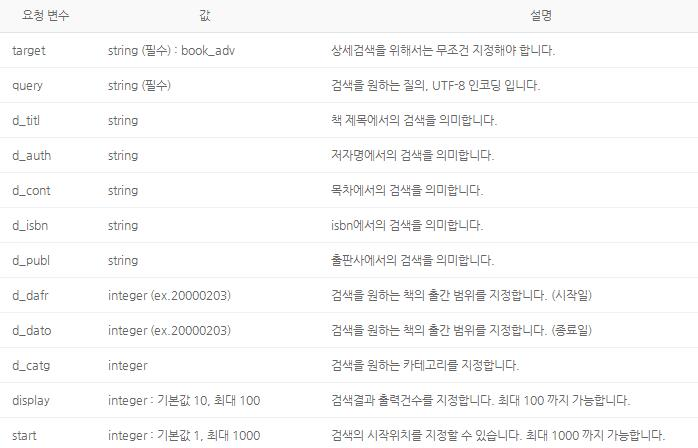 요청 변수 값 설명
target string (필수) : book_adv 상세검색을 위해서는 무조건 지정해야 합니다.
query string (필수) 검색을 원하는 질의, UTF-8 인코딩 입니다.
d_titl string 책 제목에서의 검색을 의미합니다.
d_auth string 저자명에서의 검색을 의미합니다.
d_cont string 목차에서의 검색을 의미합니다.
d_isbn string isbn에서의 검색을 의미합니다.
d_publ string 출판사에서의 검색을 의미합니다.
d_dafr integer (ex.20000203) 검색을 원하는 책의 출간 범위를 지정합니다. (시작일)
d_dato integer (ex.20000203) 검색을 원하는 책의 출간 범위를 지정합니다. (종료일)
d_catg integer 검색을 원하는 카테고리를 지정합니다.
display integer : 기본값 10, 최대 100 검색결과 출력건수를 지정합니다. 최대 100 까지 가능합니다.
start integer : 기본값 1, 최대 1000 검색의 시작위치를 지정할 수 있습니다. 최대 1000 까지 가능합니다.